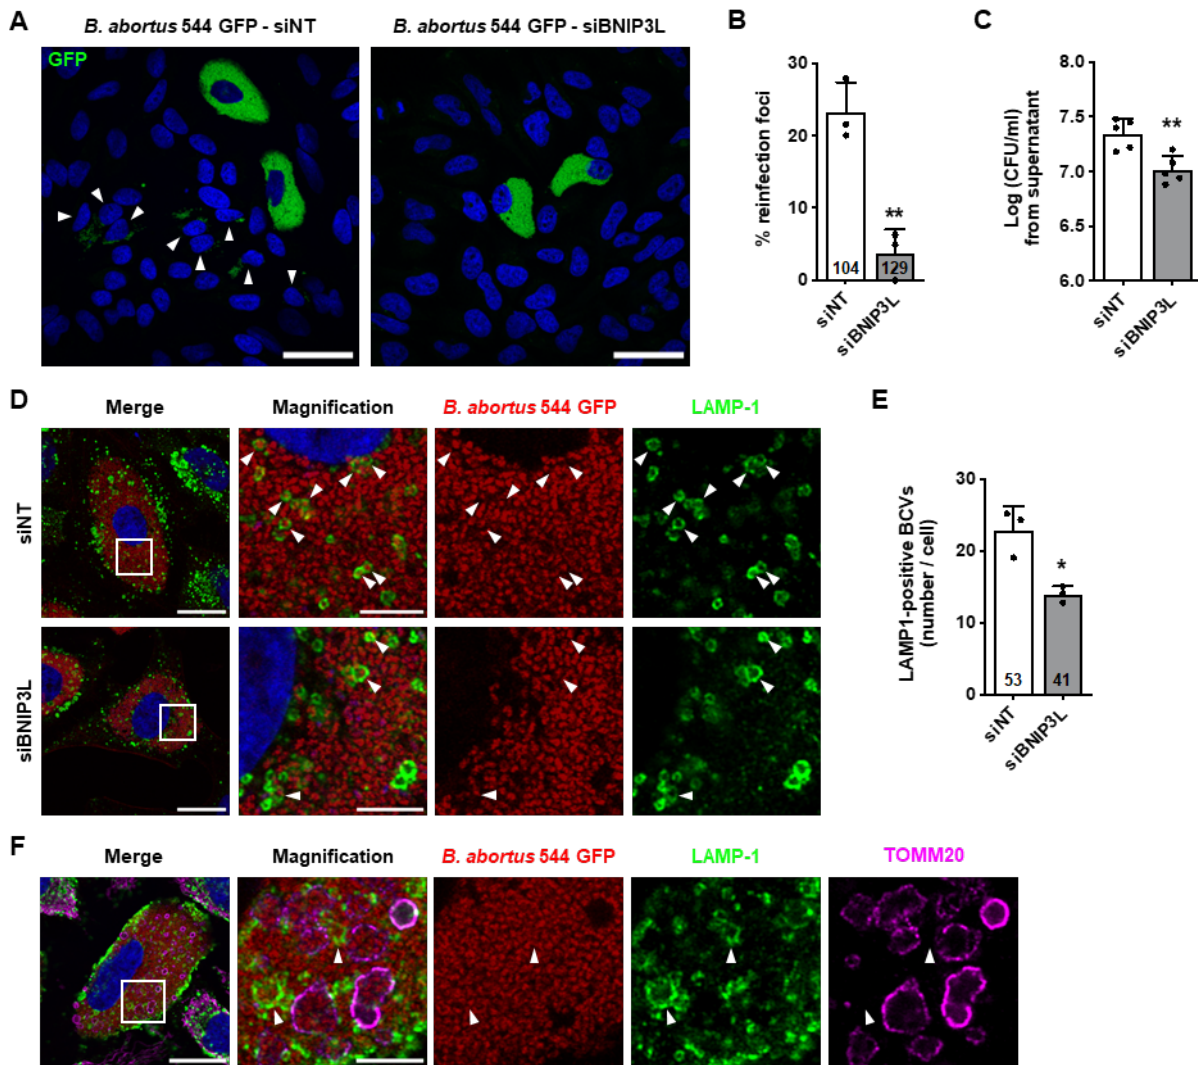 A
B. abortus 544 GFP - siNT
B. abortus 544 GFP - siBNIP3L
GFP
B
% reinfection foci
30
20
10
0
**
104
129
siNT
siBNIP3L
C
Log (CFU/ml)
from supernatant
8.0
7.5
7.0
6.5
6.0
**
siNT
siBNIP3L
D
Merge
Magnification
B. abortus 544 GFP
LAMP-1
siNT
siBNIP3L
E
LAMP1-positive BCVs
(number / cell)
30
20
10
0
*
53
41
siNT
siBNIP3L
F
Merge
Magnification
B. abortus 544 GFP
LAMP-1
TOMM20